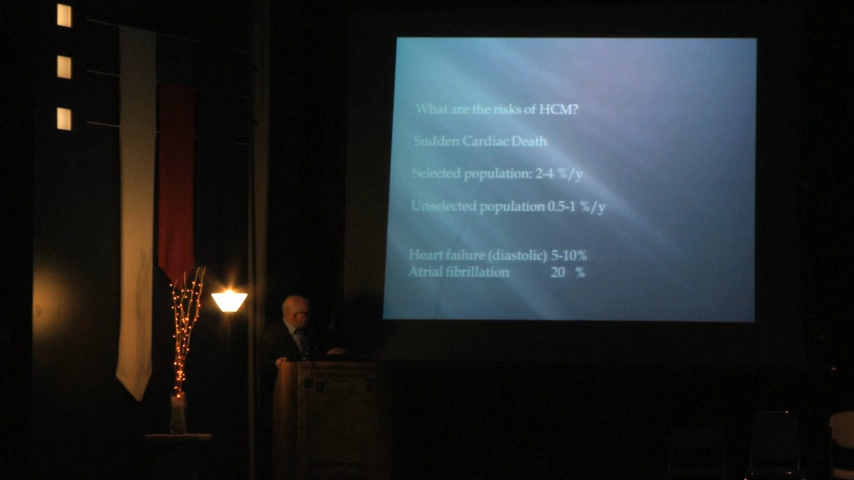 What are the risks of HCM?
Sudden Cardiac Death
Selected population: 2-4 %/y
Unselected population 0.5-1 %/y
Heart failure (diastolic) 5-10%
Atrial fibrillation 20 %